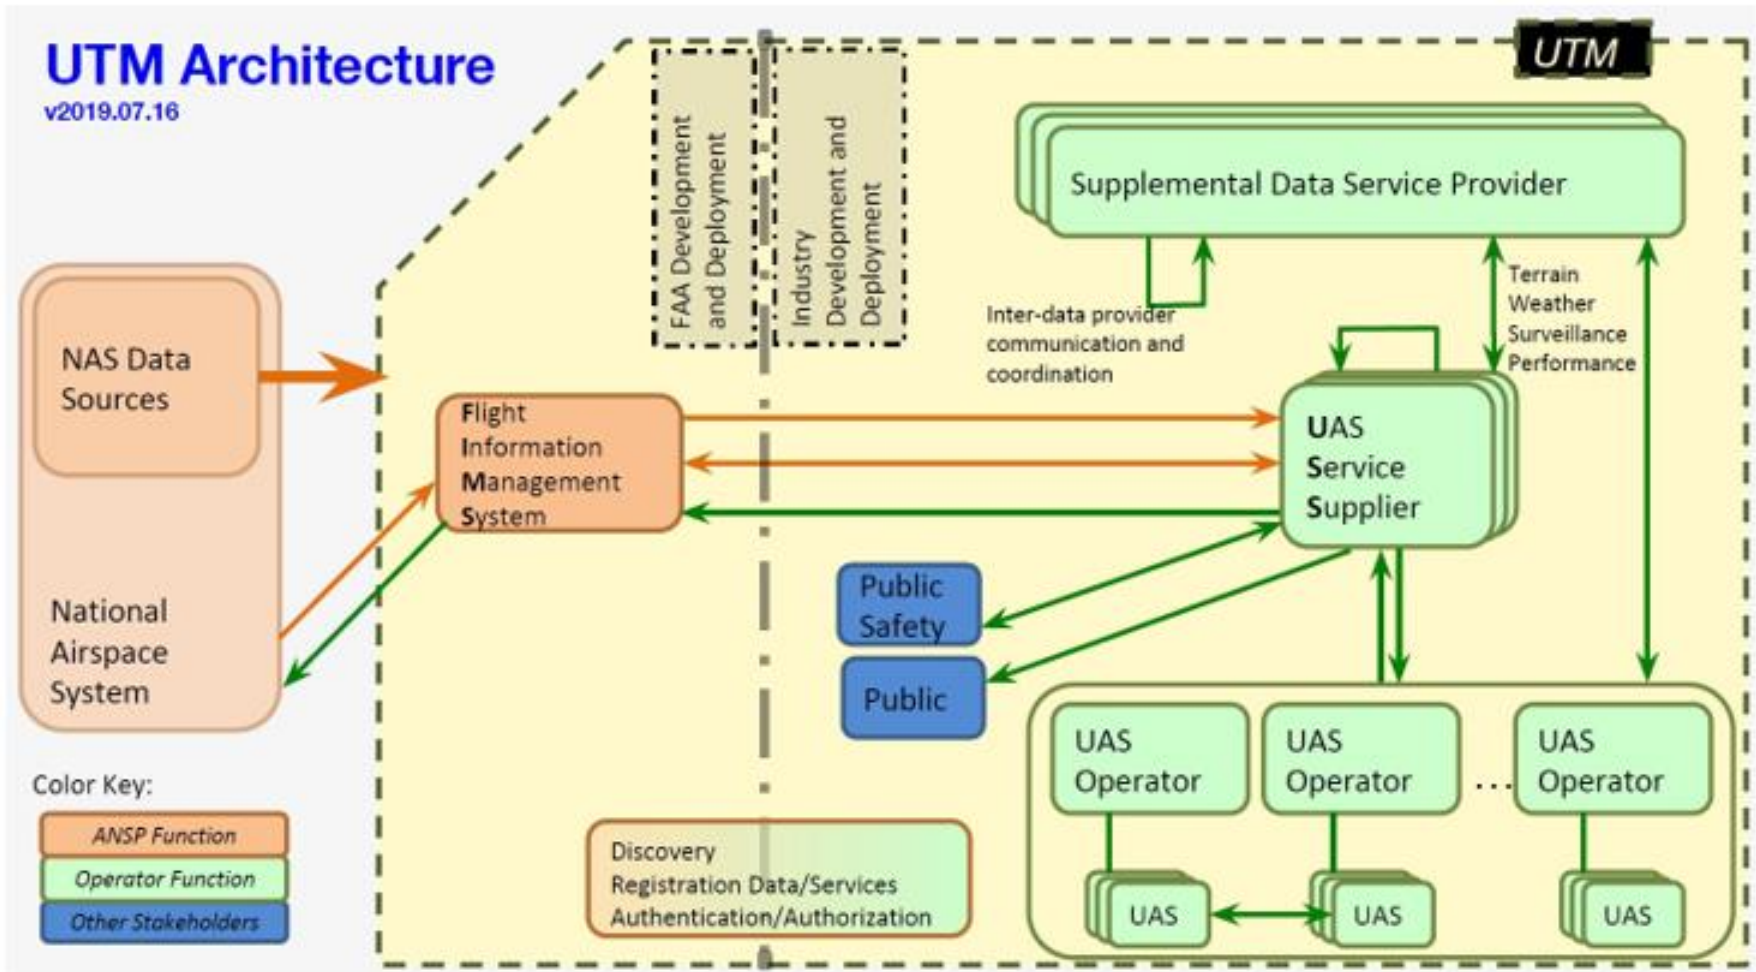 UTM Architecture
v2019.07.16
UTM
FAA Development
and Deployment
Industry
Development and
Deployment
Supplemental Data Service Provider
Inter-data provider
communication and
coordination
Terrain
Weather
Surveillance
Performance
NAS Data
Sources
National
Airspace
System
Flight
Information
Management
System
UAS
Service
Supplier
Public
Safety
Public
UAS
Operator
UAS
Operator
...
UAS
Operator
UAS
UAS
UAS
Discovery
Registration Data/Services
Authentication/Authorization
Color Key:
ANSP Function
Operator Function
Other Stakeholders